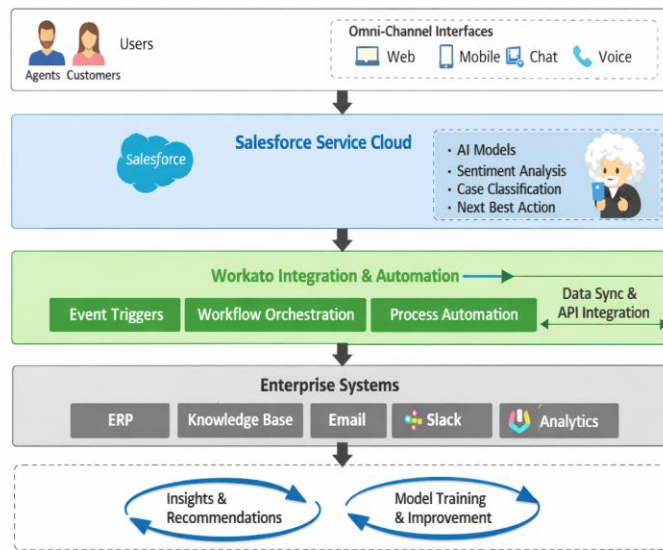 Users
Agents Customers
Omni-Channel Interfaces
Web Mobile Chat Voice
Salesforce Service Cloud
Salesforce
· AI Models
· Sentiment Analysis
· Case Classification
· Next Best Action
Workato Integration & Automation
Event Triggers Workflow Orchestration Process Automation
Data Sync &
API Integration
Enterprise Systems
ERP Knowledge Base Email Slack Analytics
Insights &
Recommendations
Model Training
& Improvement